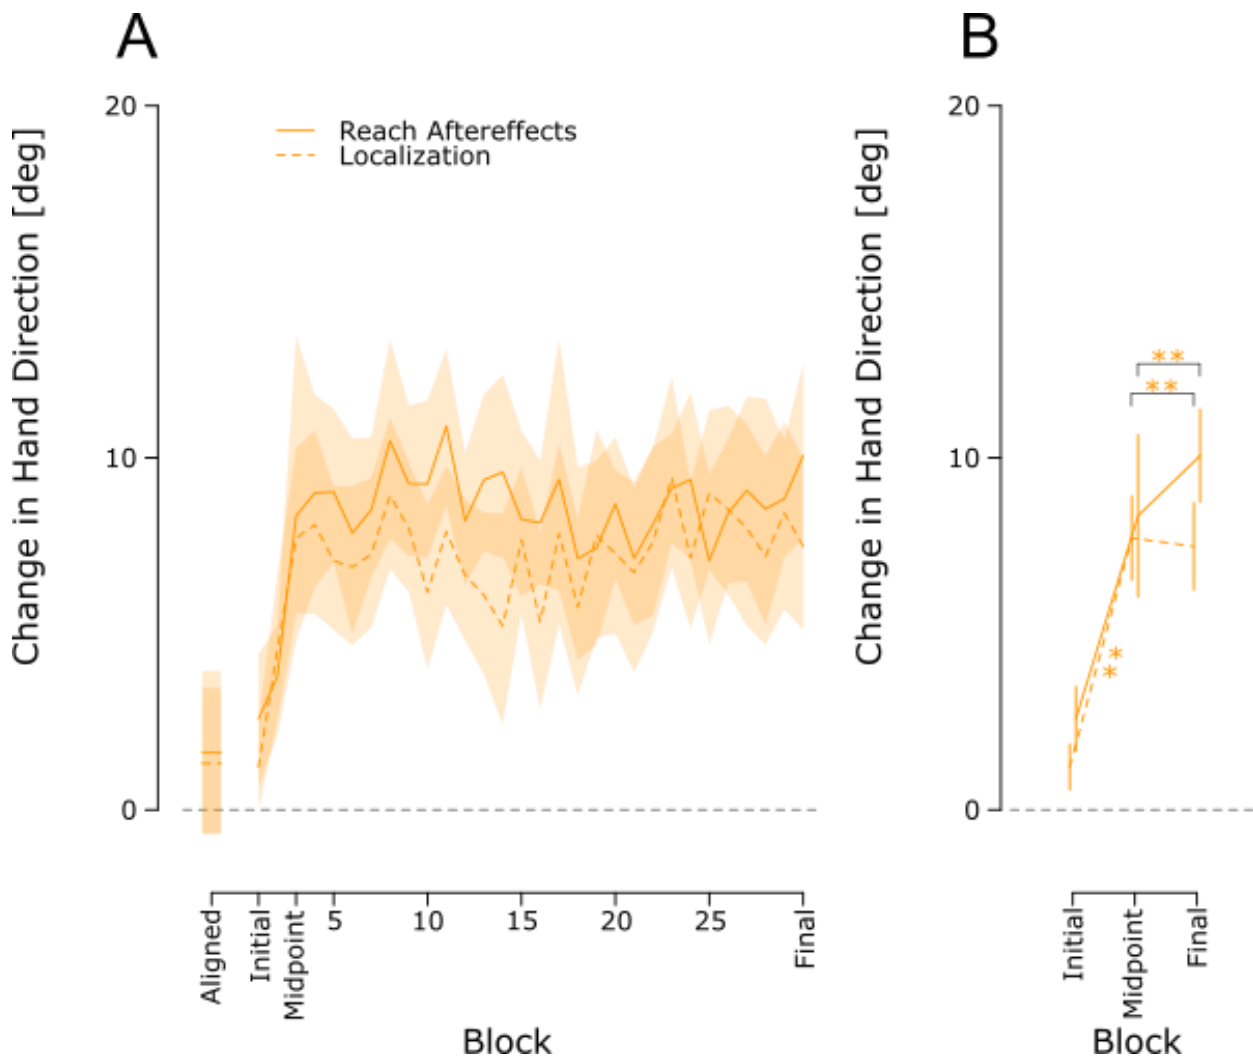 A
Change in Hand Direction [deg]
20
10
0
Reach Aftereffects
Localization
Aligned
Initial
Midpoint
5
10
15
20
25
Final
Block
B
Change in Hand Direction [deg]
20
10
0
**
**
**
Initial
Midpoint
Final
Block